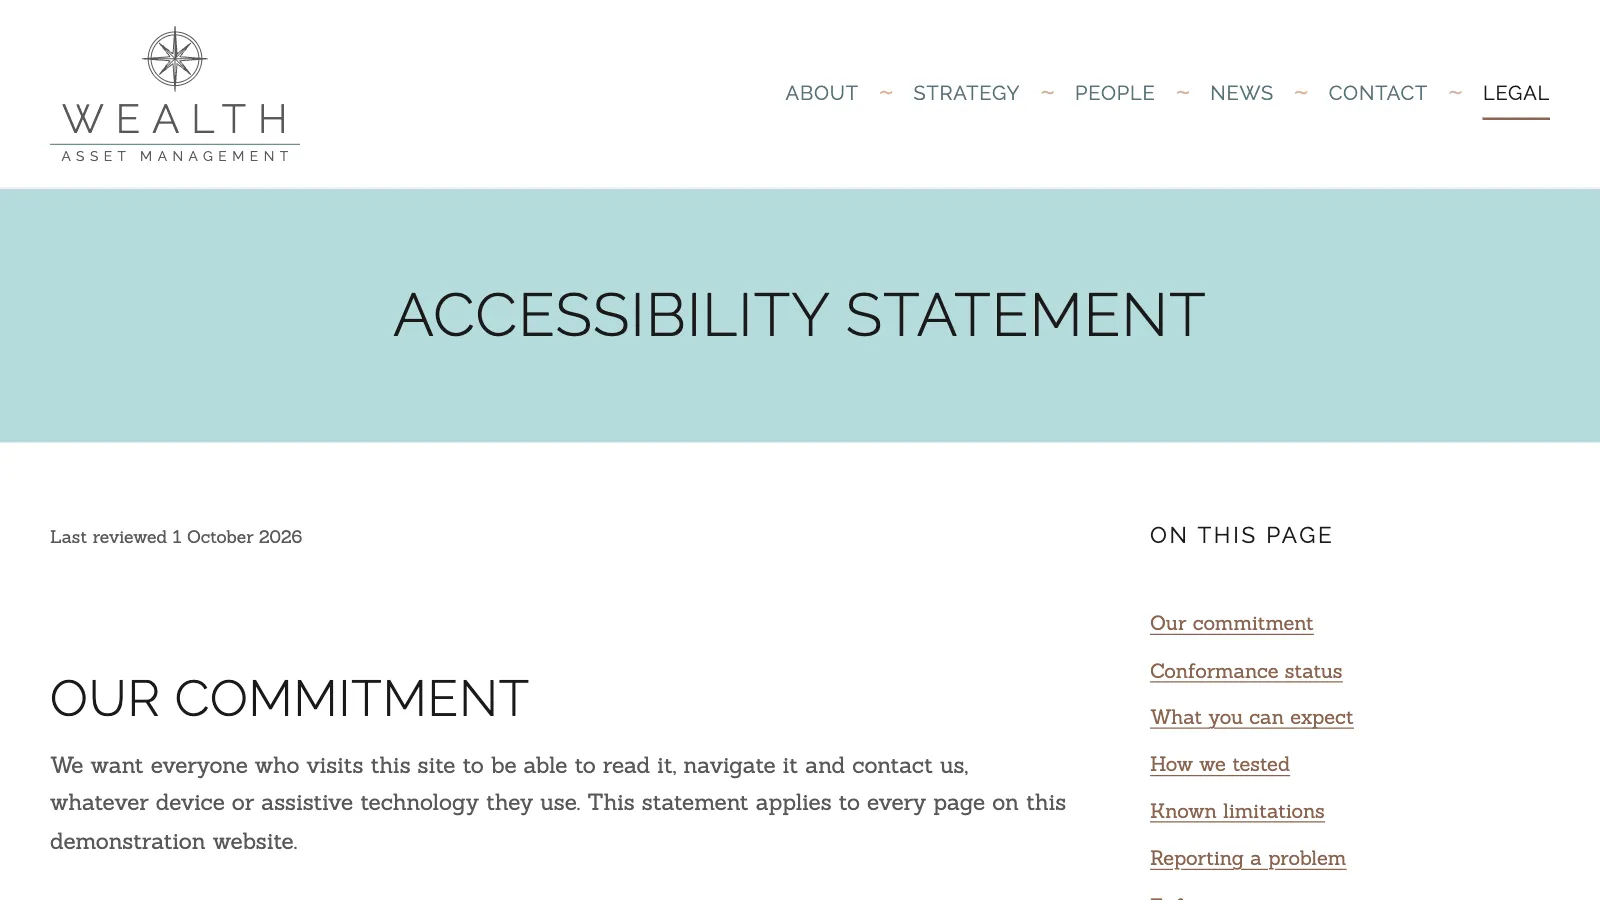 WEALTH
ASSET MANAGEMENT
ABOUT ~ STRATEGY ~ PEOPLE ~ NEWS ~ CONTACT ~ LEGAL
ACCESSIBILITY STATEMENT
Last reviewed 1 October 2026
OUR COMMITMENT
We want everyone who visits this site to be able to read it, navigate it and contact us,
whatever device or assistive technology they use. This statement applies to every page on this
demonstration website.
ON THIS PAGE
Our commitment
Conformance status
What you can expect
How we tested
Known limitations
Reporting a problem